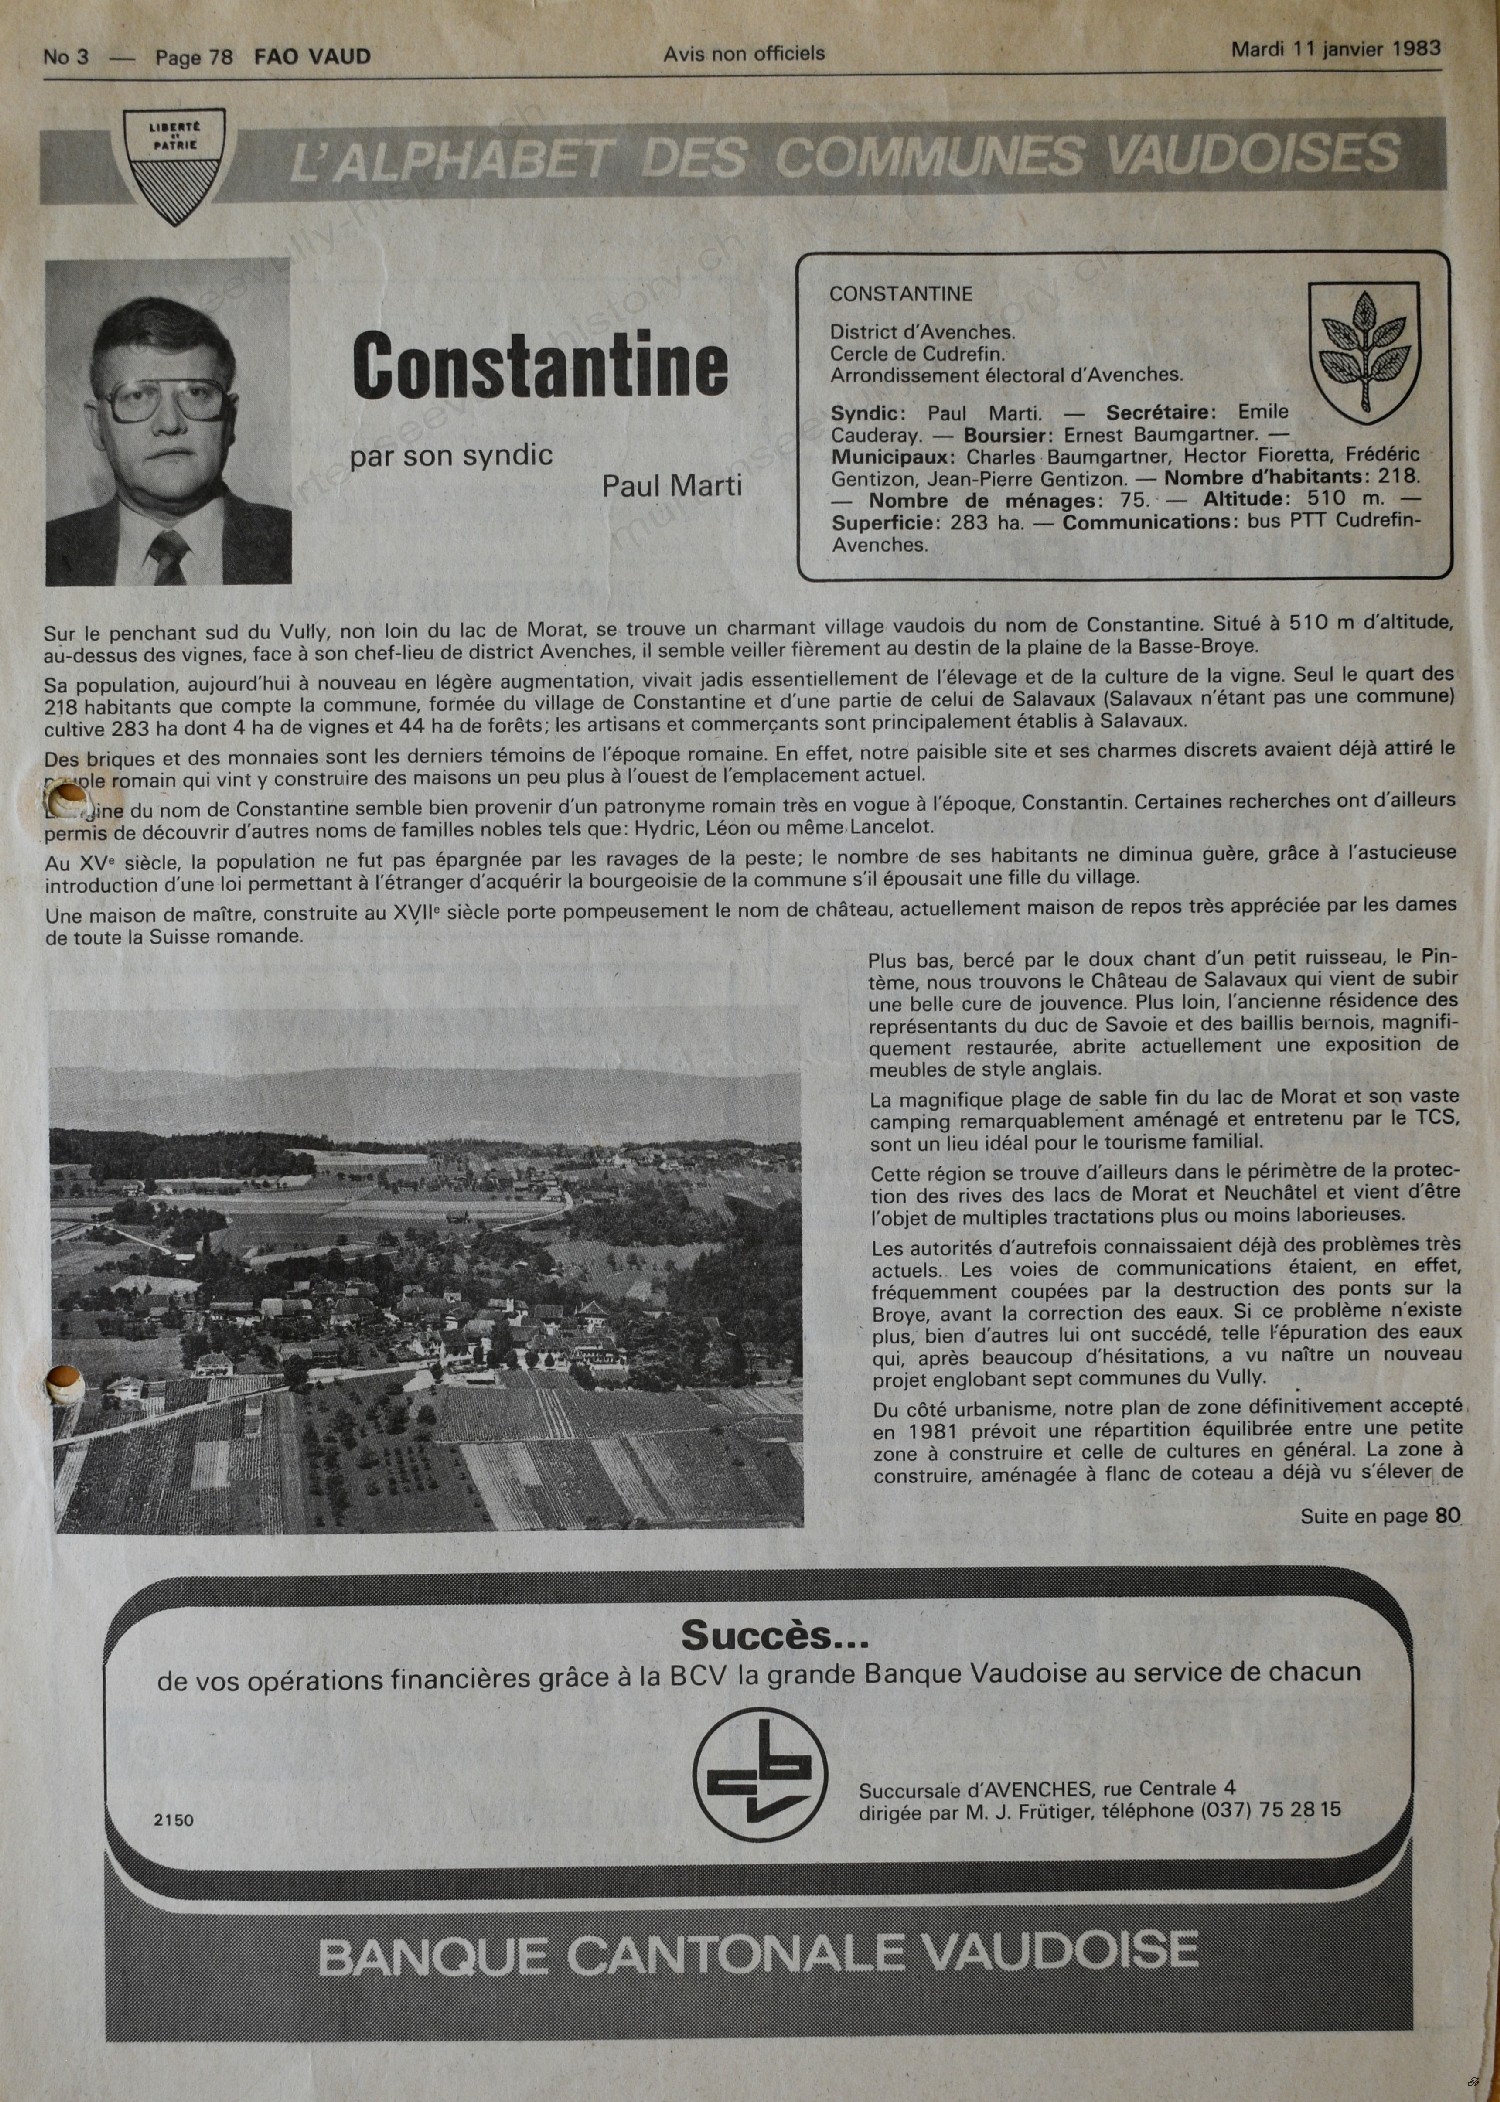 No 3 — Page 78 FAO VAUD
Avis non officiels
Mardi 11 janvier 1983
LIBERTÉ
ET
PATRIE
L'ALPHABET DES COMMUNES VAUDOISES
Constantine
par son syndic
Paul Marti
CONSTANTINE
District d'Avenches.
Cercle de Cudrefin.
Arrondissement électoral d'Avenches.
Syndic: Paul Marti. — Secrétaire: Emile
Cauderay. — Boursier: Ernest Baumgartner. —
Municipaux: Charles Baumgartner, Hector Fioretta, Frédéric
Gentizon, Jean-Pierre Gentizon. — Nombre d'habitants: 218.
— Nombre de ménages: 75. — Altitude: 510 m. —
Superficie: 283 ha. — Communications: bus PTT Cudrefin-
Avenches.
Sur le penchant sud du Vully, non loin du lac de Morat, se trouve un charmant village vaudois du nom de Constantine. Situé à 510 m d'altitude,
au-dessus des vignes, face à son chef-lieu de district Avenches, il semble veiller fièrement au destin de la plaine de la Basse-Broye.
Sa population, aujourd'hui à nouveau en légère augmentation, vivait jadis essentiellement de l'élevage et de la culture de la vigne. Seul le quart des
218 habitants que compte la commune, formée du village de Constantine et d'une partie de celui de Salavaux (Salavaux n'étant pas une commune)
cultive 283 ha dont 4 ha de vignes et 44 ha de forêts; les artisans et commerçants sont principalement établis à Salavaux.
Des briques et des monnaies sont les derniers témoins de l'époque romaine. En effet, notre paisible site et ses charmes discrets avaient déjà attiré le
romain qui vint y construire des maisons un peu plus à l'ouest de l'emplacement actuel.
du nom de Constantine semble bien provenir d'un patronyme romain très en vogue à l'époque, Constantin. Certaines recherches ont d'ailleurs
permis de découvrir d'autres noms de familles nobles tels que: Hydric, Léon ou même Lancelot.
Au XVe siècle, la population ne fut pas épargnée par les ravages de la peste; le nombre de ses habitants ne diminua guère, grâce à l'astucieuse
introduction d'une loi permettant à l'étranger d'acquérir la bourgeoisie de la commune s'il épousait une fille du village.
Une maison de maître, construite au XVIIe siècle porte pompeusement le nom de château, actuellement maison de repos très appréciée par les dames
de toute la Suisse romande.
Plus bas, bercé par le doux chant d'un petit ruisseau, le Pin-
tème, nous trouvons le Château de Salavaux qui vient de subir
une belle cure de jouvence. Plus loin, l'ancienne résidence des
représentants du duc de Savoie et des baillis bernois, magnifi-
quement restaurée, abrite actuellement une exposition de
meubles de style anglais.
La magnifique plage de sable fin du lac de Morat et son vaste
camping remarquablement aménagé et entretenu par le TCS,
sont un lieu idéal pour le tourisme familial.
Cette région se trouve d'ailleurs dans le périmètre de la protec-
tion des rives des lacs de Morat et Neuchâtel et vient d'être
l'objet de multiples tractations plus ou moins laborieuses.
Les autorités d'autrefois connaissaient déjà des problèmes très
actuels. Les voies de communications étaient, en effet,
fréquemment coupées par la destruction des ponts sur la
Broye, avant la correction des eaux. Si ce problème n'existe
plus, bien d'autres lui ont succédé, telle l'épuration des eaux
qui, après beaucoup d'hésitations, a vu naître un nouveau
projet englobant sept communes du Vully.
Du côté urbanisme, notre plan de zone définitivement accepté
en 1981 prévoit une répartition équilibrée entre une petite
zone à construire et celle de cultures en général. La zone à
construire, aménagée à flanc de coteau a déjà vu s'élever de
Suite en page 80
Succès...
de vos opérations financières grâce à la BCV la grande Banque Vaudoise au service de chacun
bcv
Succursale d'AVENCHES, rue Centrale 4
dirigée par M. J. Frütiger, téléphone (037) 75 28 15
2150
BANQUE CANTONALE VAUDOISE